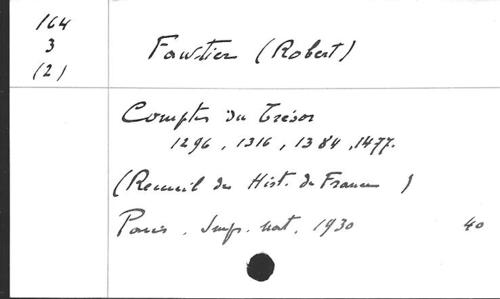 164
3
(2)
Fawtier (Robert)
Comptes du Trésor
1296, 1316, 1384, 1477.
(Recueil des Hist. de France)
Paris. Imp. nat. 1930 40